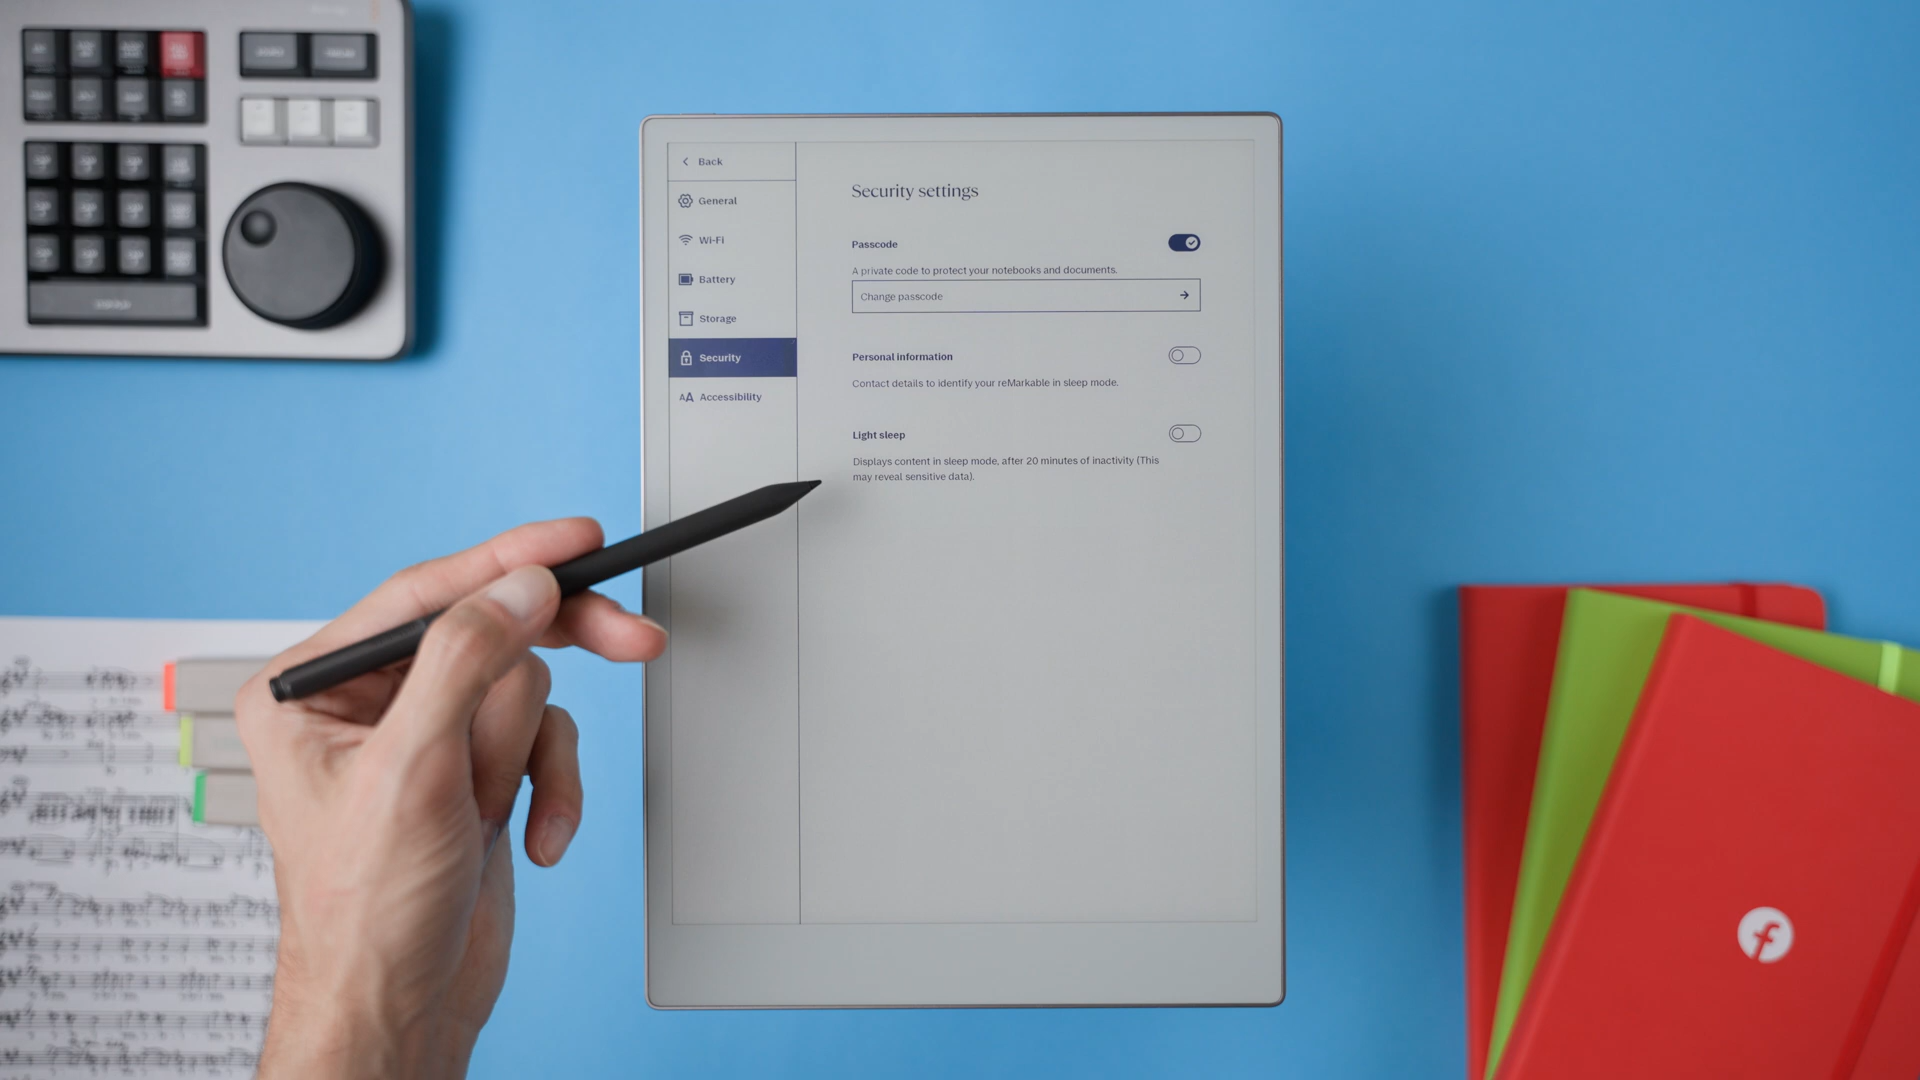 Back
General
Wi-Fi
Battery
Storage
Security
Accessibility
Security settings
Passcode
A private code to protect your notebooks and documents.
Change passcode
Personal information
Contact details to identify your reMarkable in sleep mode.
Light sleep
Displays content in sleep mode, after 20 minutes of inactivity (This
may reveal sensitive data).
f